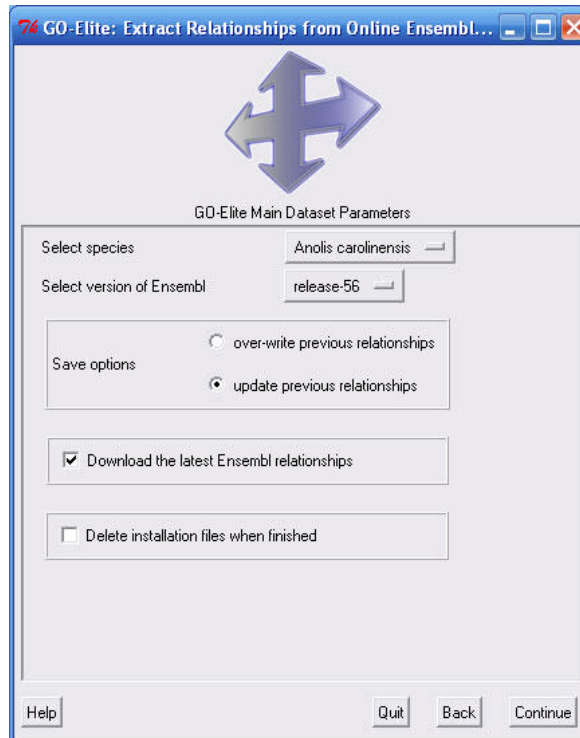 GO-Elite: Extract Relationships from Online Ensembl...
GO-Elite Main Dataset Parameters
Select species Anolis carolinensis
Select version of Ensembl release-56
over-write previous relationships
Save options
update previous relationships
Download the latest Ensembl relationships
Delete installation files when finished
Help Quit Back Continue